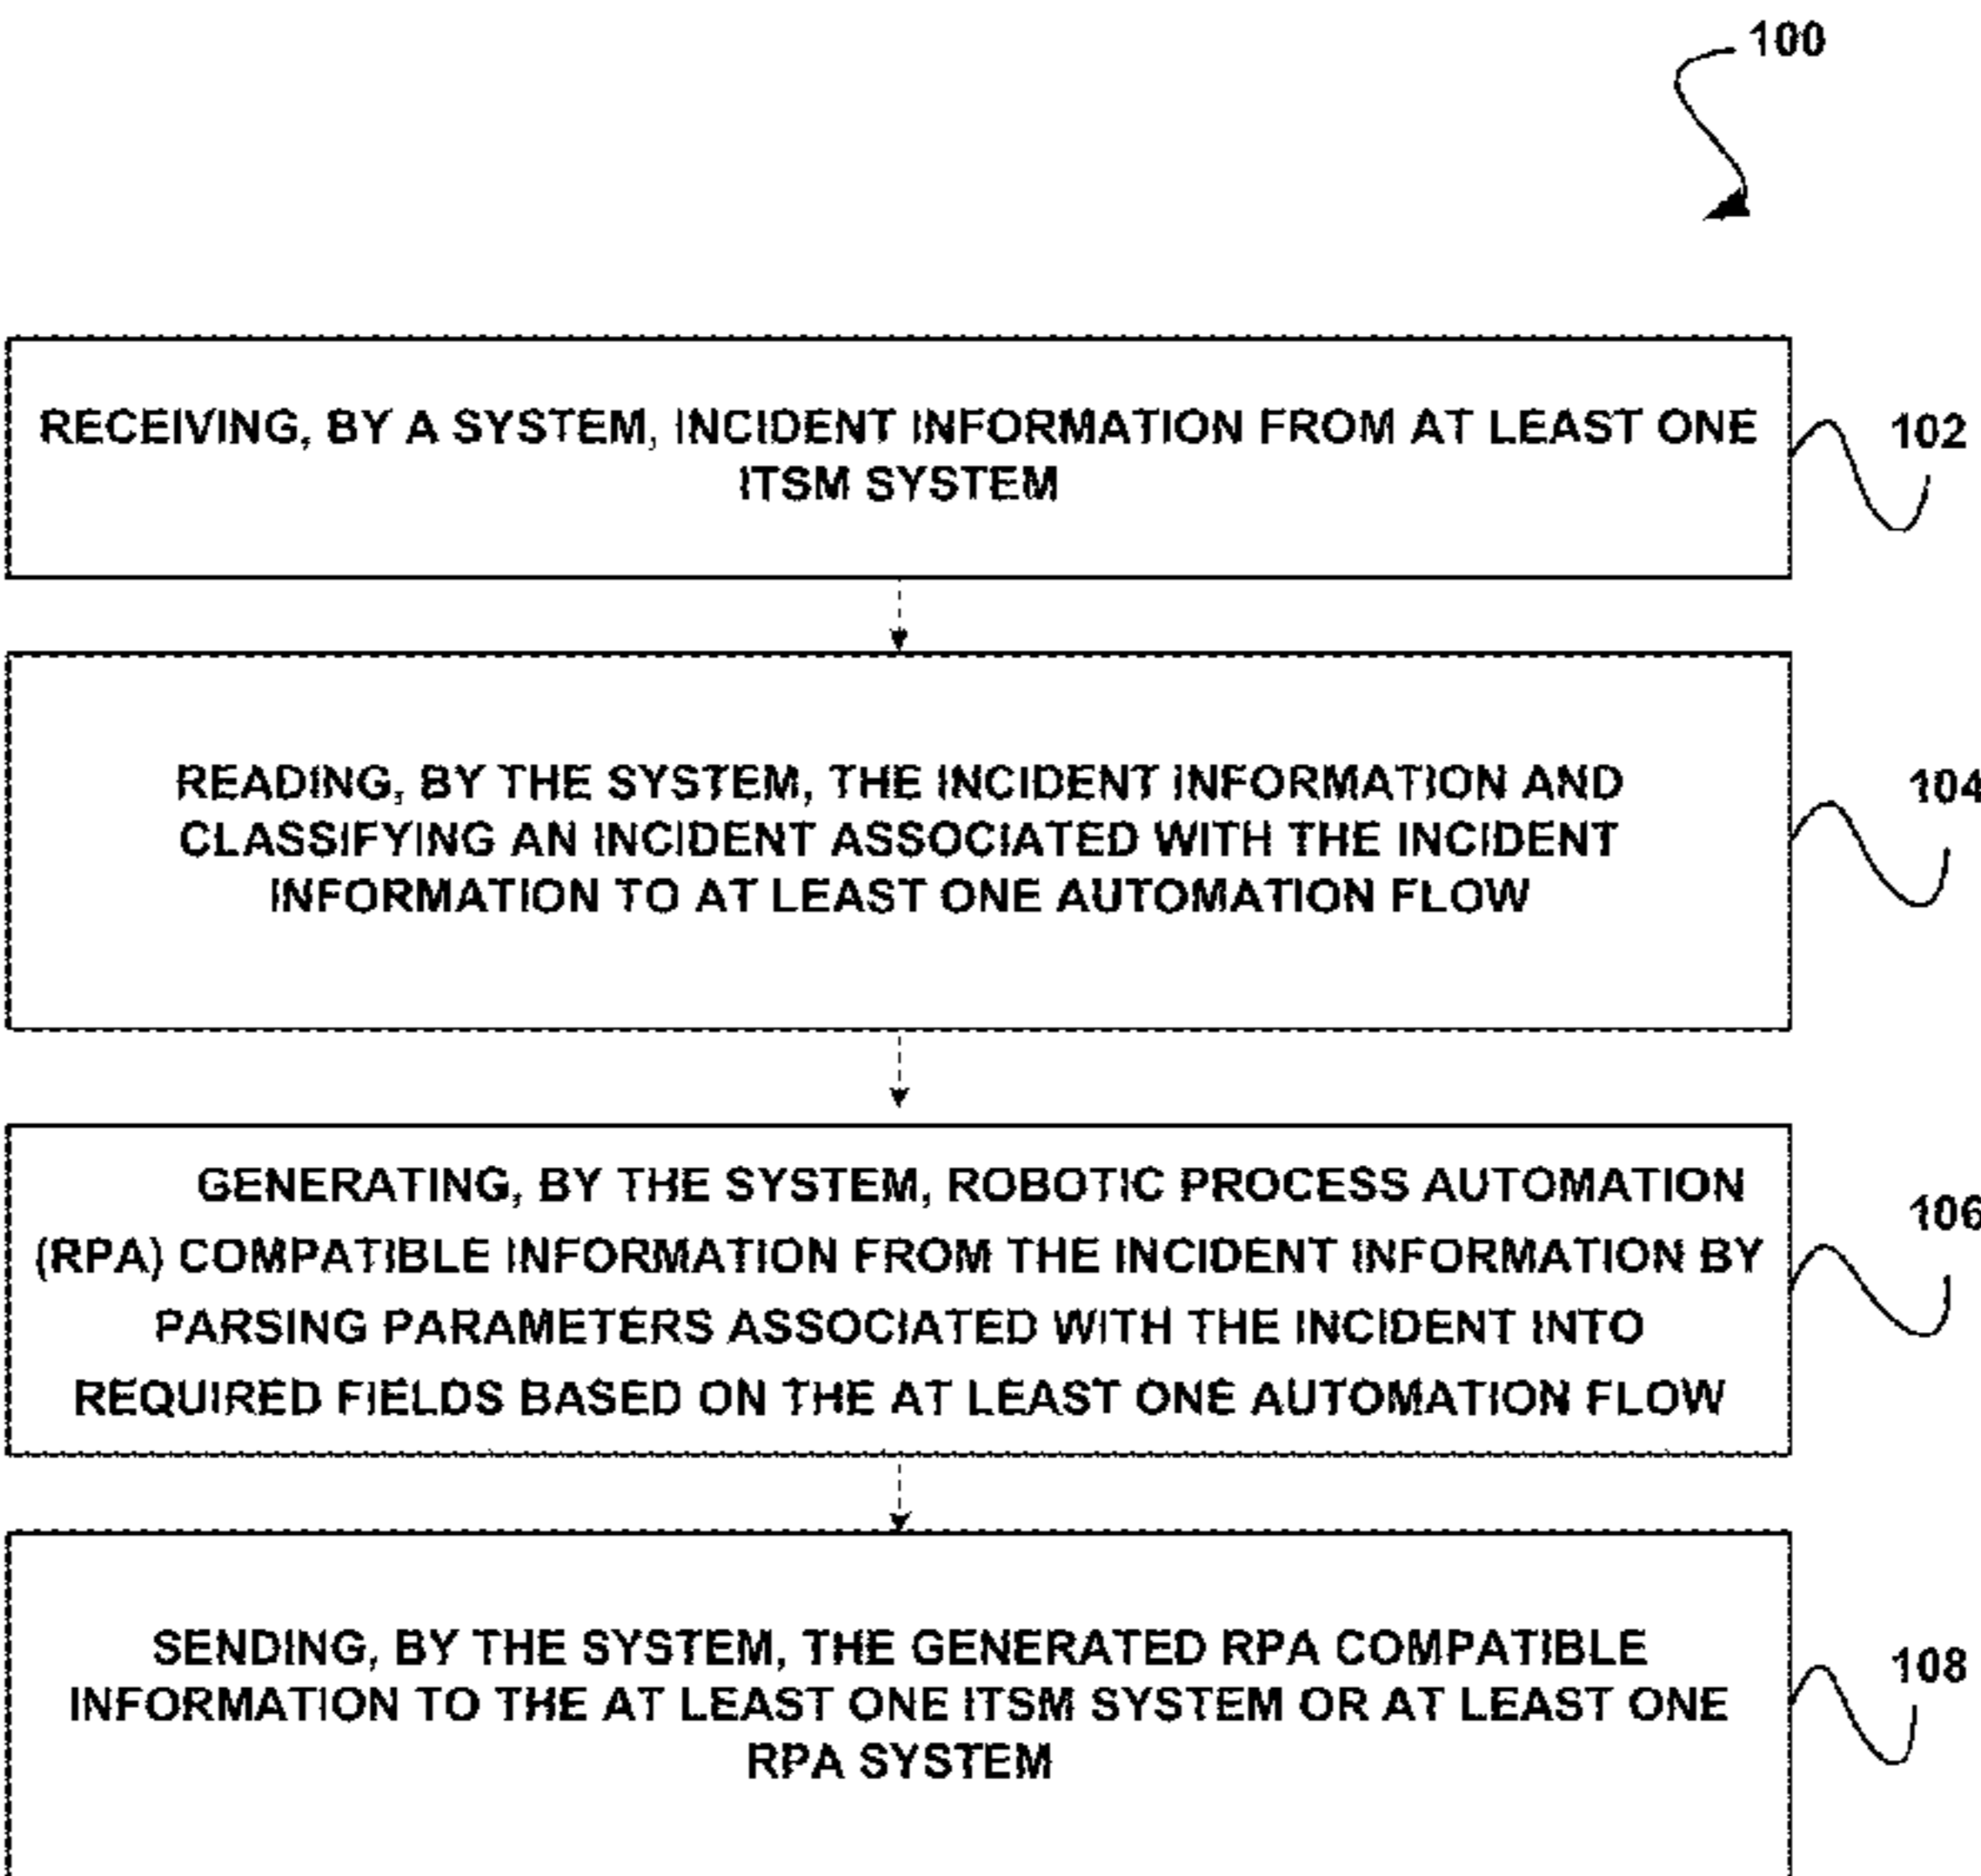 100
RECEIVING, BY A SYSTEM, INCIDENT INFORMATION FROM AT LEAST ONE
ITSM SYSTEM
102
READING, BY THE SYSTEM, THE INCIDENT INFORMATION AND
CLASSIFYING AN INCIDENT ASSOCIATED WITH THE INCIDENT
INFORMATION TO AT LEAST ONE AUTOMATION FLOW
104
GENERATING, BY THE SYSTEM, ROBOTIC PROCESS AUTOMATION
(RPA) COMPATIBLE INFORMATION FROM THE INCIDENT INFORMATION BY
PARSING PARAMETERS ASSOCIATED WITH THE INCIDENT INTO
REQUIRED FIELDS BASED ON THE AT LEAST ONE AUTOMATION FLOW
106
SENDING, BY THE SYSTEM, THE GENERATED RPA COMPATIBLE
INFORMATION TO THE AT LEAST ONE ITSM SYSTEM OR AT LEAST ONE
RPA SYSTEM
108